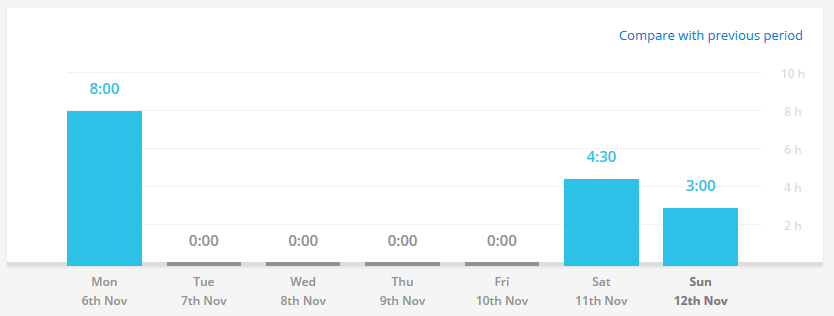 Compare with previous period
10 h
8:00
8 h
6 h
4:30
4 h
3:00
2 h
0:00 0:00 0:00 0:00
Mon Tue Wed Thu Fri Sat Sun
6th Nov 7th Nov 8th Nov 9th Nov 10th Nov 11th Nov 12th Nov